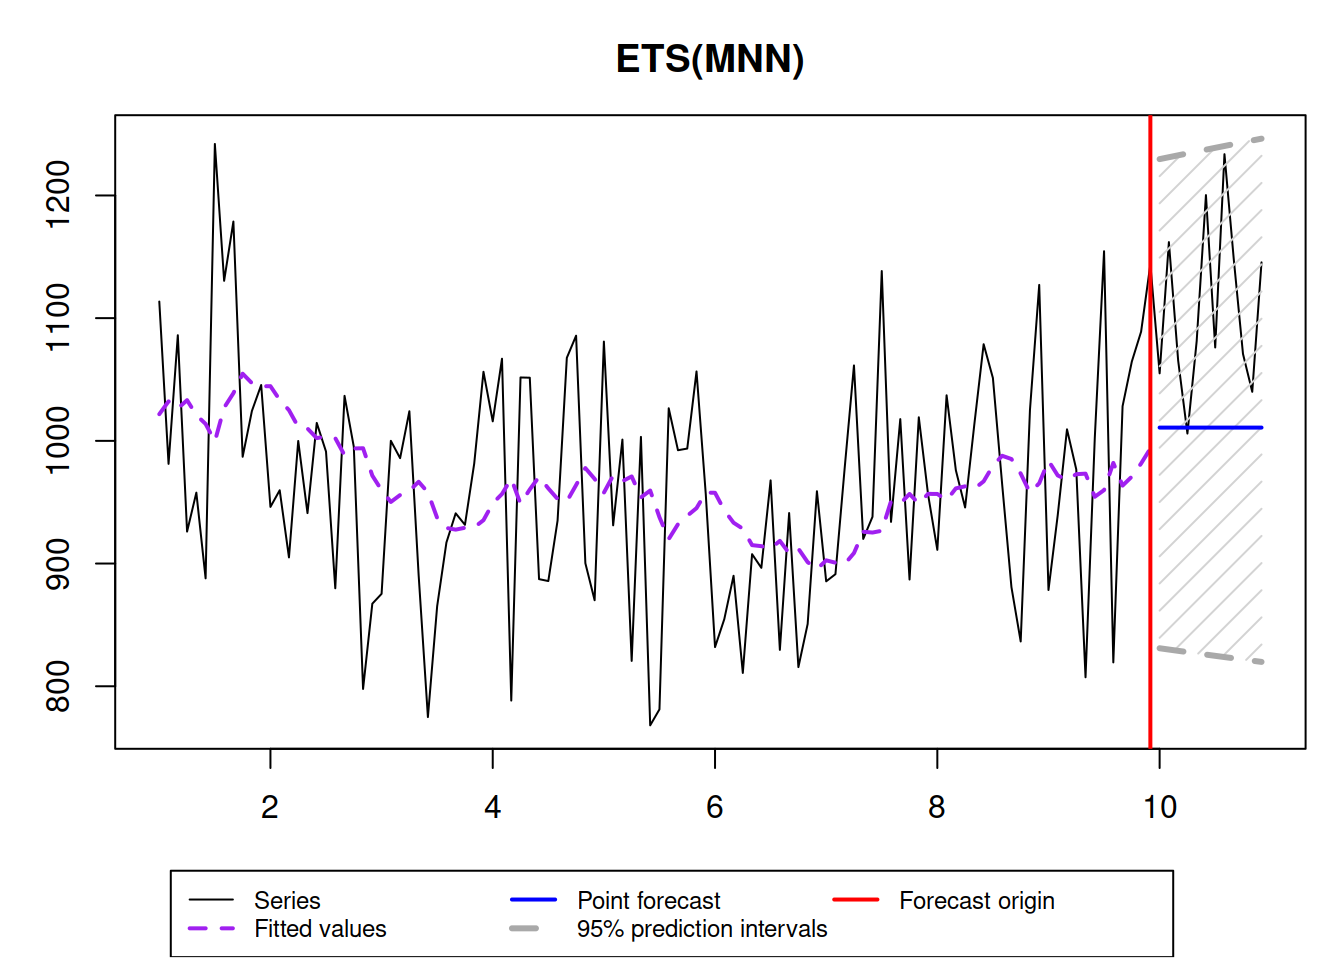 ETS(MNN)
1200
1100
1000
900
800
2 4 6 8 10
Series Point forecast Forecast origin
Fitted values 95% prediction intervals